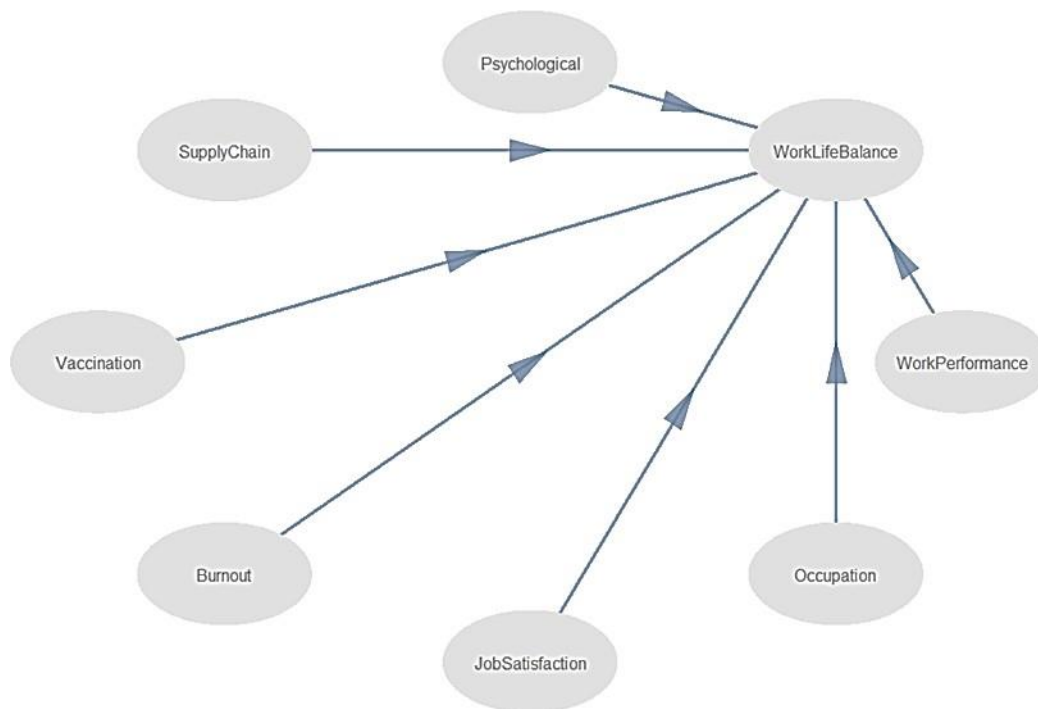 Psychological
SupplyChain
WorkLifeBalance
Vaccination
WorkPerformance
Burnout
Occupation
JobSatisfaction